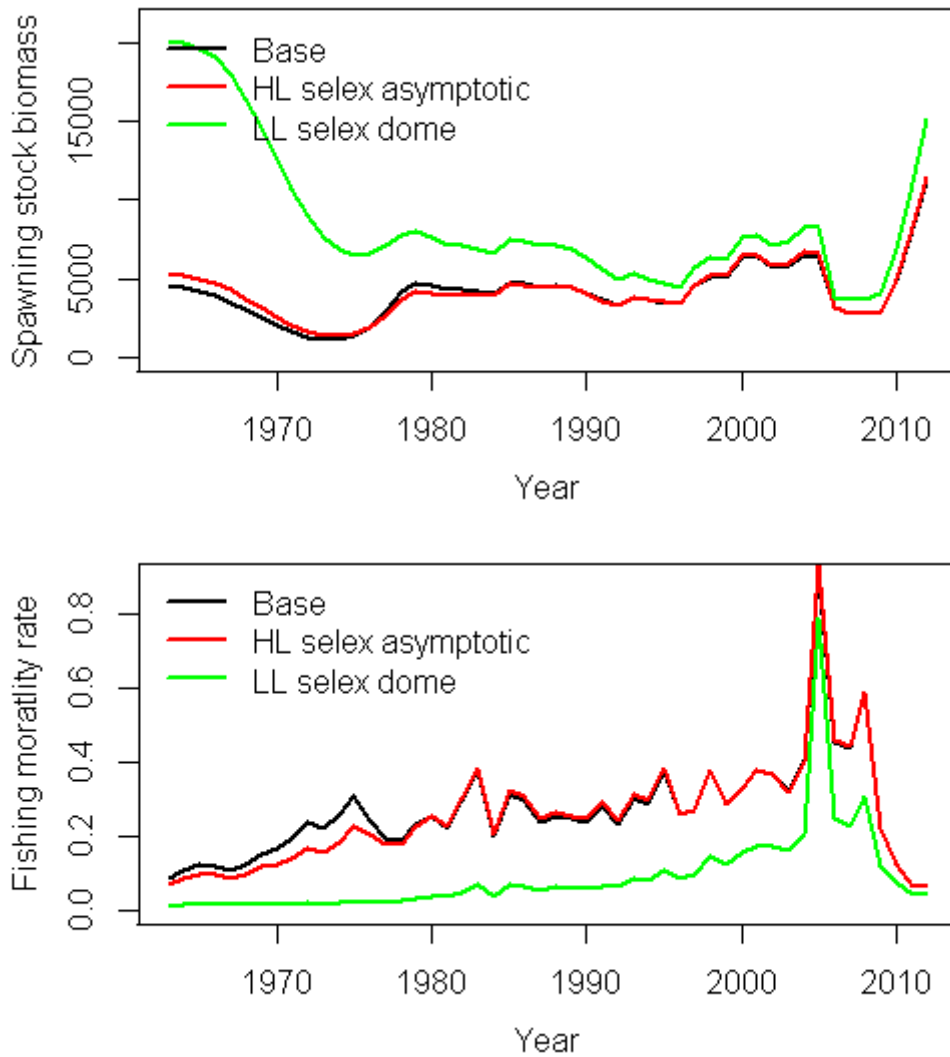 Spawning stock biomass
0 5000 15000
Base
HL selex asymptotic
LL selex dome
1970 1980 1990 2000 2010
Year
Fishing moratlity rate
0.0 0.2 0.4 0.6 0.8
Base
HL selex asymptotic
LL selex dome
1970 1980 1990 2000 2010
Year